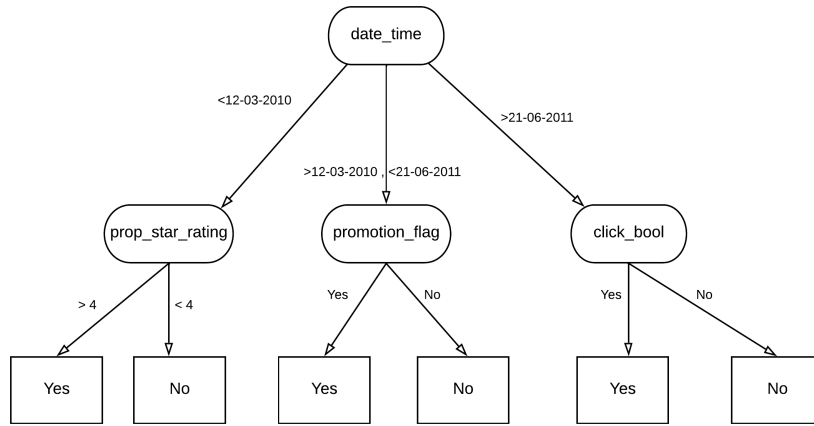 date_time
<12-03-2010
>21-06-2011
>12-03-2010 , <21-06-2011
prop_star_rating
promotion_flag
click_bool
> 4
< 4
Yes
No
Yes
No
Yes
No
Yes
No
Yes
No